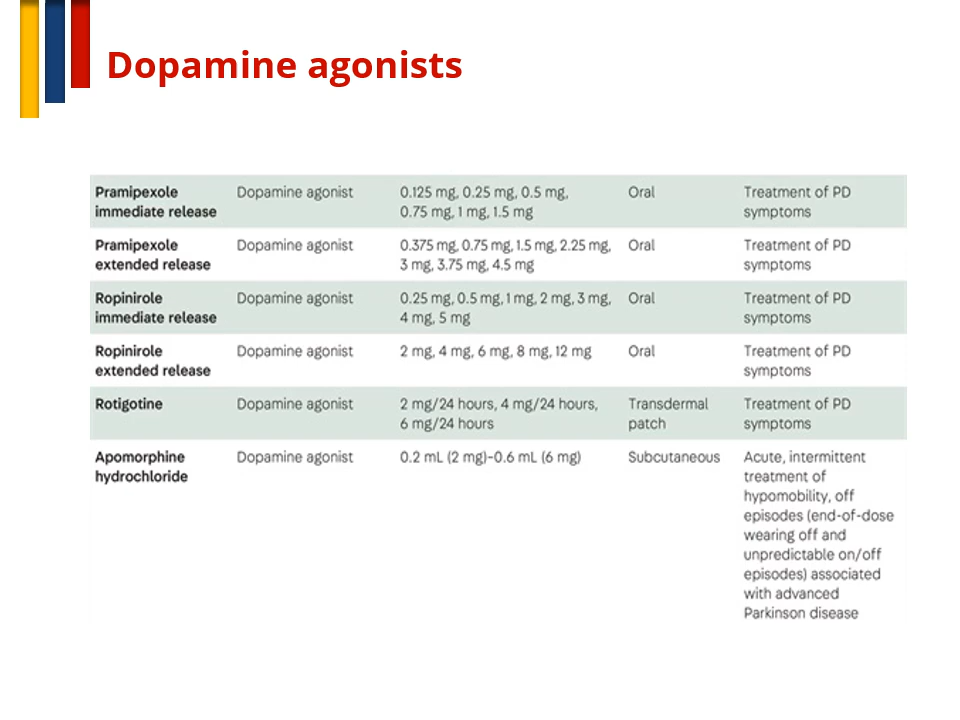 Dopamine agonists
Pramipexole Dopamine agonist 0.125 mg, 0.25 mg, 0.5 mg, Oral Treatment of PD
immediate release 0.75 mg, 1 mg, 1.5 mg symptoms
Pramipexole Dopamine agonist 0.375 mg, 0.75 mg, 1.5 mg, 2.25 mg, Oral Treatment of PD
extended release 3 mg, 3.75 mg, 4.5 mg symptoms
Ropinirole Dopamine agonist 0.25 mg, 0.5 mg, 1 mg, 2 mg, 3 mg, Oral Treatment of PD
immediate release 4 mg, 5 mg symptoms
Ropinirole Dopamine agonist 2 mg, 4 mg, 6 mg, 8 mg, 12 mg Oral Treatment of PD
extended release symptoms
Rotigotine Dopamine agonist 2 mg/24 hours, 4 mg/24 hours, Transdermal Treatment of PD
6 mg/24 hours patch symptoms
Apomorphine Dopamine agonist 0.2 mL (2 mg)–0.6 mL (6 mg) Subcutaneous Acute, intermittent
hydrochloride treatment of
hypomobility, off
episodes (end-of-dose
wearing off and
unpredictable on/off
episodes) associated
with advanced
Parkinson disease